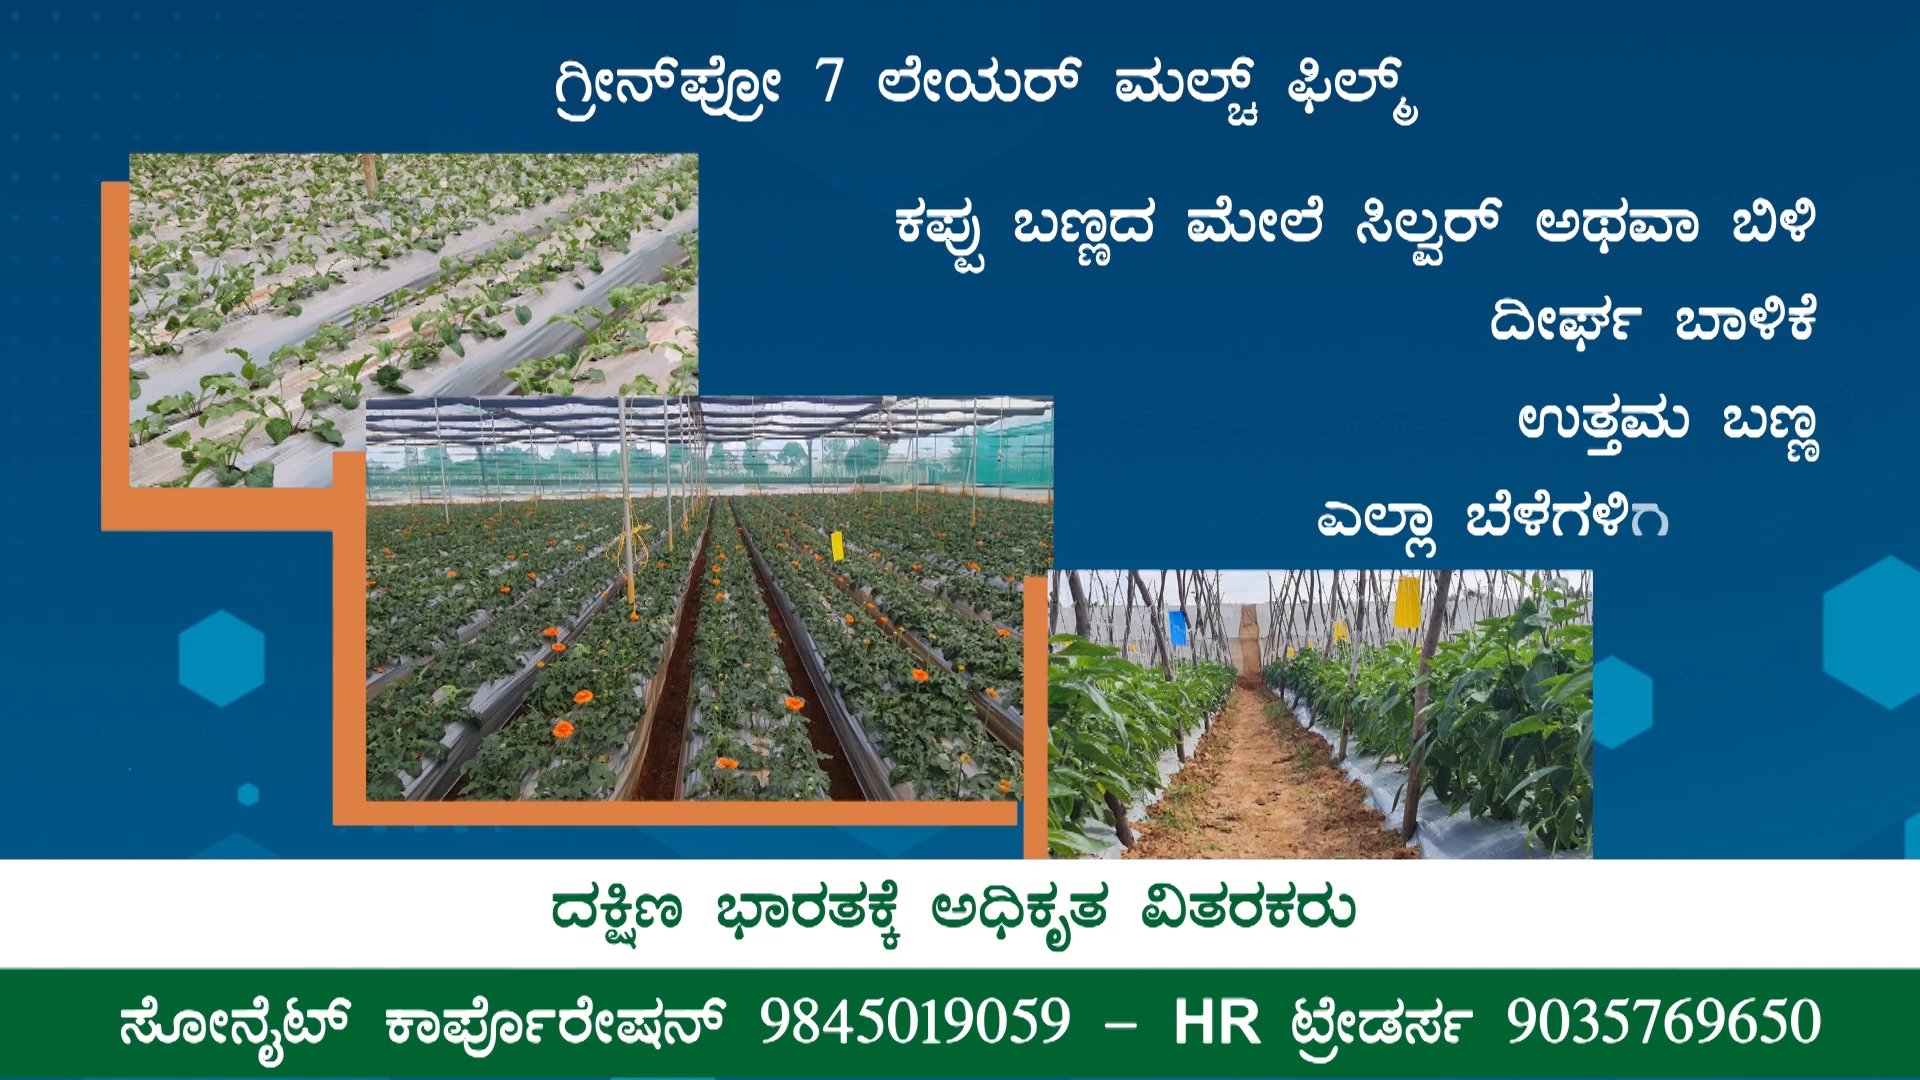 ಗ್ರೀನ್‌ಪ್ರೋ 7 ಲೇಯರ್ ಮಲ್ಚ್ ಫಿಲ್ಮ್
ಕಪ್ಪು ಬಣ್ಣದ ಮೇಲೆ ಸಿಲ್ವರ್ ಅಥವಾ ಬಿಳಿ
ದೀರ್ಘ ಬಾಳಿಕೆ
ಉತ್ತಮ ಬಣ್ಣ
ಎಲ್ಲಾ ಬೆಳೆಗಳಿಗ
ದಕ್ಷಿಣ ಭಾರತಕ್ಕೆ ಅಧಿಕೃತ ವಿತರಕರು
ಸೋನೈಟ್ ಕಾರ್ಪೊರೇಷನ್ 9845019059 – HR ಟ್ರೇಡರ್ಸ 9035769650